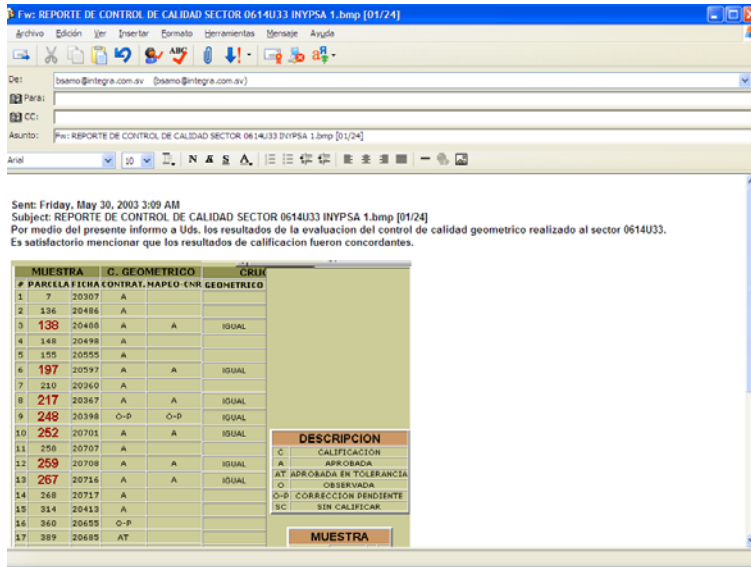 Fw: REPORTE DE CONTROL DE CALIDAD SECTOR 0614U33 INYPSA 1.bmp [01/24]
Archivo Edición Ver Insertar Formato Herramientas Mensaje Ayuda
De: bsamo@integra.com.sv (bsamo@integra.com.sv)
Para:
CC:
Asunto: Fw: REPORTE DE CONTROL DE CALIDAD SECTOR 0614U33 INYPSA 1.bmp [01/24]
Arial 10 N K S A
Sent: Friday, May 30, 2003 3:09 AM
Subject: REPORTE DE CONTROL DE CALIDAD SECTOR 0614U33 INYPSA 1.bmp [01/24]
Por medio del presente informo a Uds. los resultados de la evaluacion del control de calidad geometrico realizado al sector 0614U33.
Es satisfactorio mencionar que los resultados de calificacion fueron concordantes.
MUESTRA C. GEOMETRICO CRUC
# PARCELA FICHA CONTRAT. MAPEO-CNR GEOMETRICO
1 7 20307 A
2 136 20486 A
3 138 20488 A A IGUAL
4 148 20498 A
5 155 20555 A
6 197 20597 A A IGUAL
7 210 20360 A
8 217 20367 A A IGUAL
9 248 20398 O-P O-P IGUAL
10 252 20701 A A IGUAL
11 258 20707 A
12 259 20708 A A IGUAL
13 267 20716 A A IGUAL
14 268 20717 A
15 314 20413 A
16 360 20655 O-P
17 389 20685 AT
DESCRIPCION
C CALIFICACION
A APROBADA
AT APROBADA EN TOLERANCIA
O OBSERVADA
O-P CORRECCION PENDIENTE
SC SIN CALIFICAR
MUESTRA